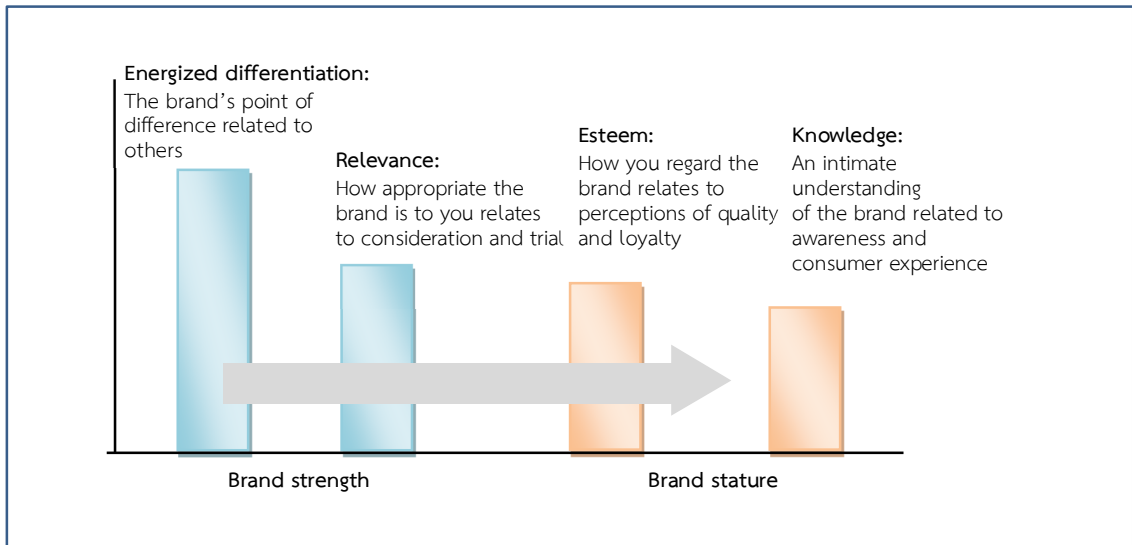 Energized differentiation:
The brand's point of
difference related to
others
Relevance:
How appropriate the
brand is to you relates
to consideration and trial
Esteem:
How you regard the
brand relates to
perceptions of quality
and loyalty
Knowledge:
An intimate
understanding
of the brand related to
awareness and
consumer experience
Brand strength
Brand stature